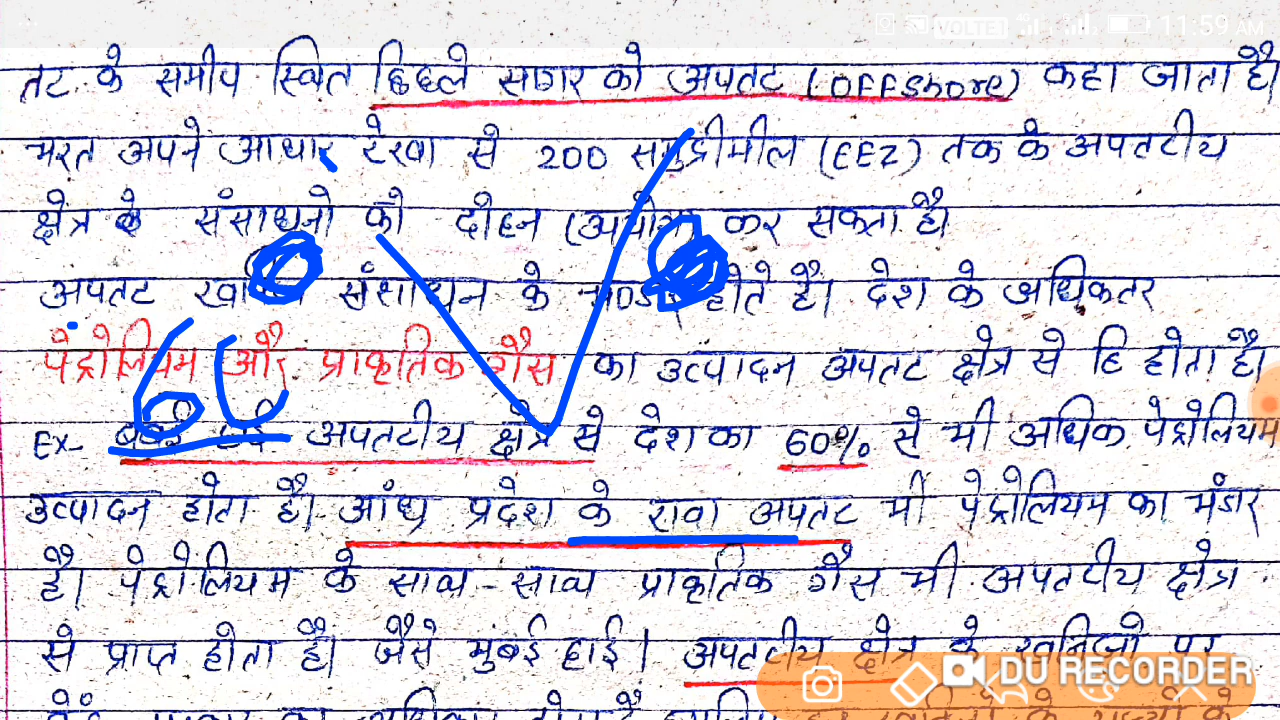 VOLTE 4G 11:59 AM
तट के समीप स्थित छिछले सागर को अपतट (OFFShore) कहा जाता है।
भरत अपने आधार रेखा से 200 समुद्रीमील (EEZ) तक के अपतटीय
क्षेत्र के संसाधनो को दोहन कर सकता है।
अपतट संसाधन के होते है। देश के अधिकतर
पेट्रोलियम और प्राकृतिक गैस का उत्पादन अपतट क्षेत्र से हि होता है।
60
Ex- अपतटीय क्षेत्र से देश का 60% से भी अधिक पेट्रोलियम
उत्पादन होता है। आंध्र प्रदेश के रावा अपतट भी पेट्रोलियम का भंडार
है। पेट्रोलियम के साथ-साथ प्राकृतिक गैस भी अपतटीय क्षेत्र
से प्राप्त होता है। जैसे मुंबई हाई। अपतटीय क्षेत्र के खनिजो पर
DU RECORDER